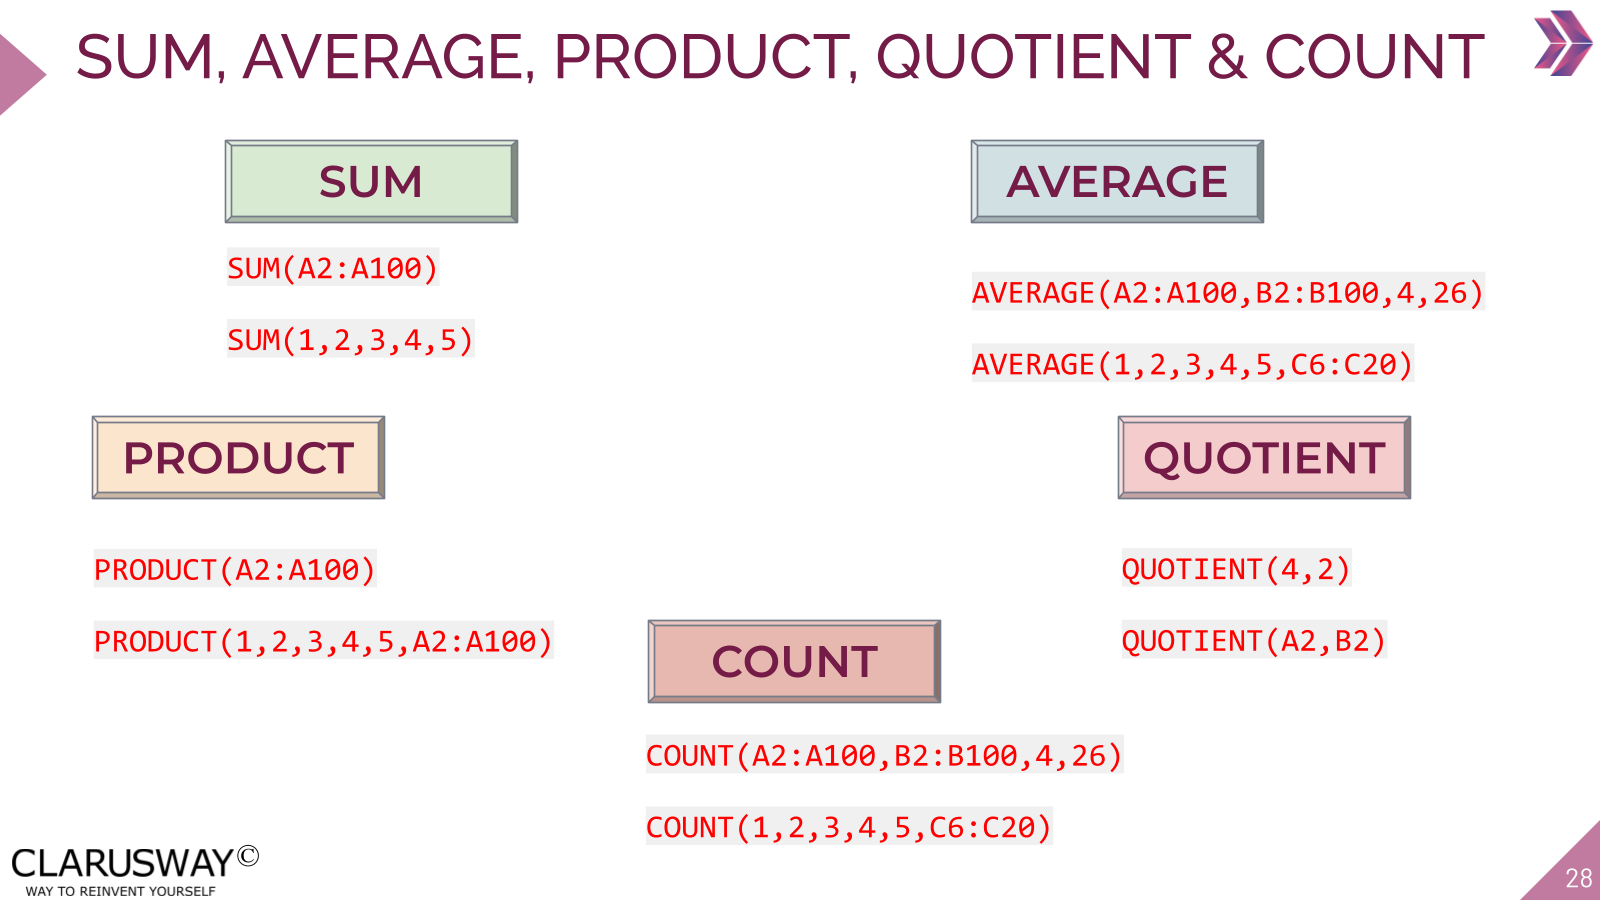 SUM, AVERAGE, PRODUCT, QUOTIENT & COUNT
SUM
SUM(A2:A100)
SUM(1,2,3,4,5)
AVERAGE
AVERAGE(A2:A100,B2:B100,4,26)
AVERAGE(1,2,3,4,5,C6:C20)
PRODUCT
PRODUCT(A2:A100)
PRODUCT(1,2,3,4,5,A2:A100)
QUOTIENT
QUOTIENT(4,2)
QUOTIENT(A2,B2)
COUNT
COUNT(A2:A100,B2:B100,4,26)
COUNT(1,2,3,4,5,C6:C20)
CLARUSWAY©
WAY TO REINVENT YOURSELF
28